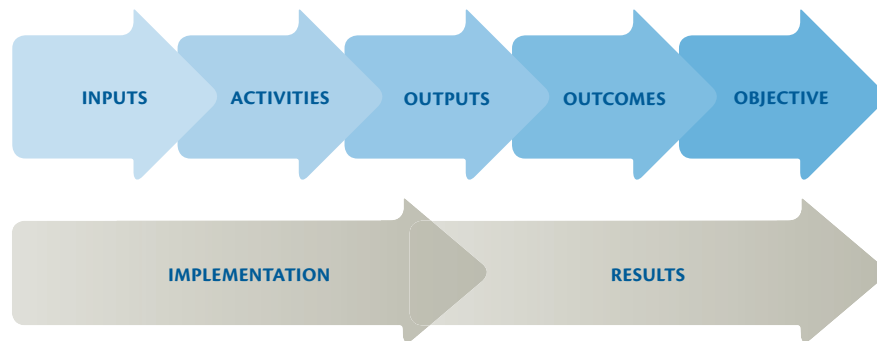 INPUTS ACTIVITIES OUTPUTS OUTCOMES OBJECTIVE
IMPLEMENTATION RESULTS